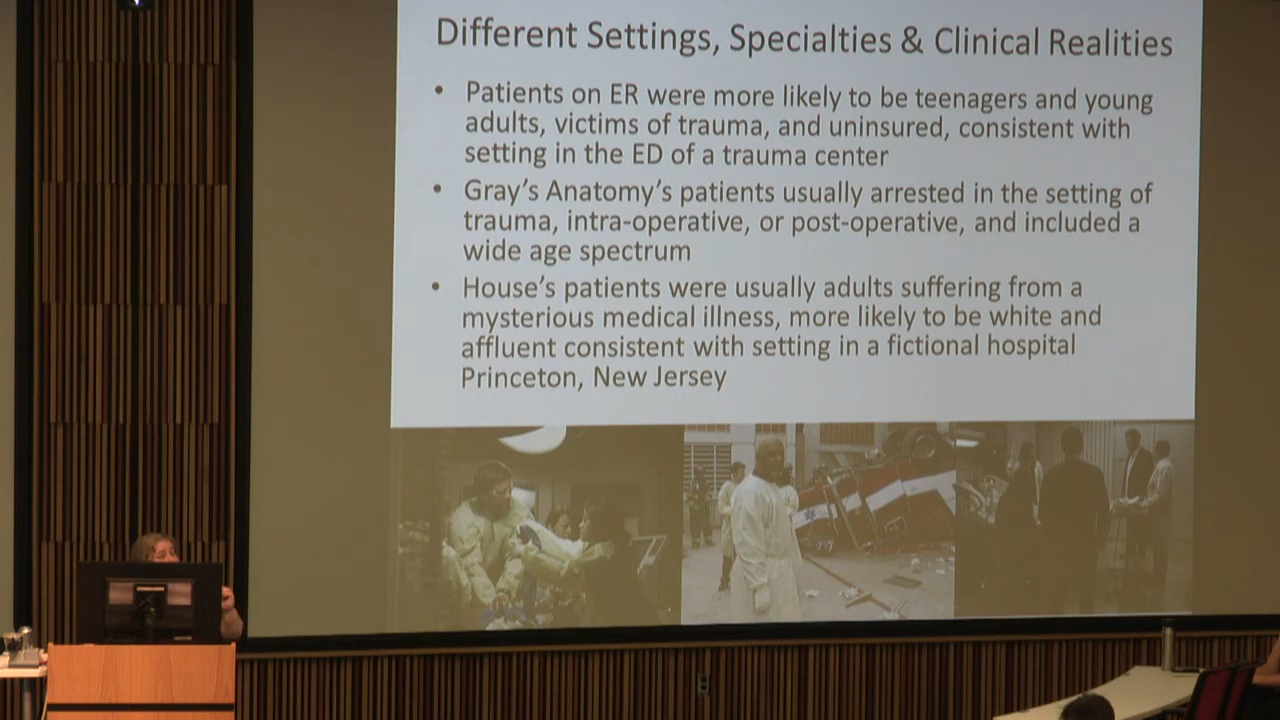 Different Settings, Specialties & Clinical Realities
• Patients on ER were more likely to be teenagers and young
adults, victims of trauma, and uninsured, consistent with
setting in the ED of a trauma center
• Gray's Anatomy's patients usually arrested in the setting of
trauma, intra-operative, or post-operative, and included a
wide age spectrum
• House's patients were usually adults suffering from a
mysterious medical illness, more likely to be white and
affluent consistent with setting in a fictional hospital
Princeton, New Jersey